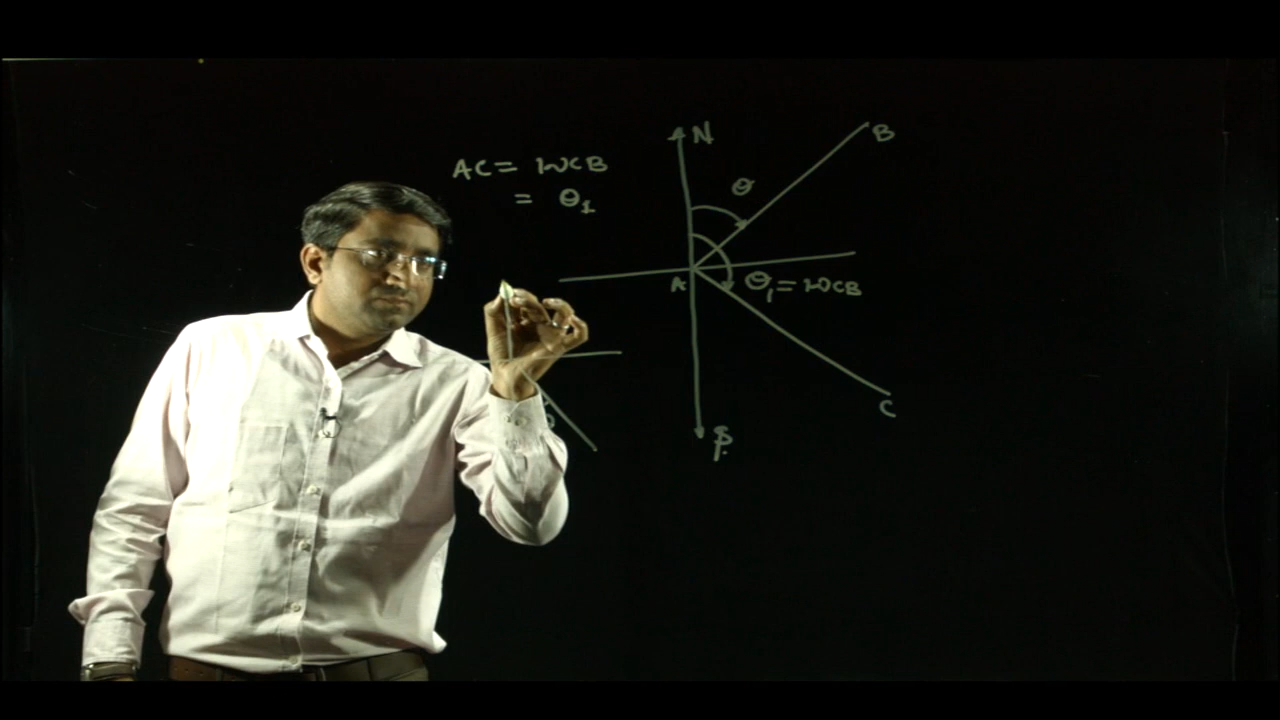 AC = WCB
= θ₁
N
B
θ
A
θ₁ = WCB
C
S